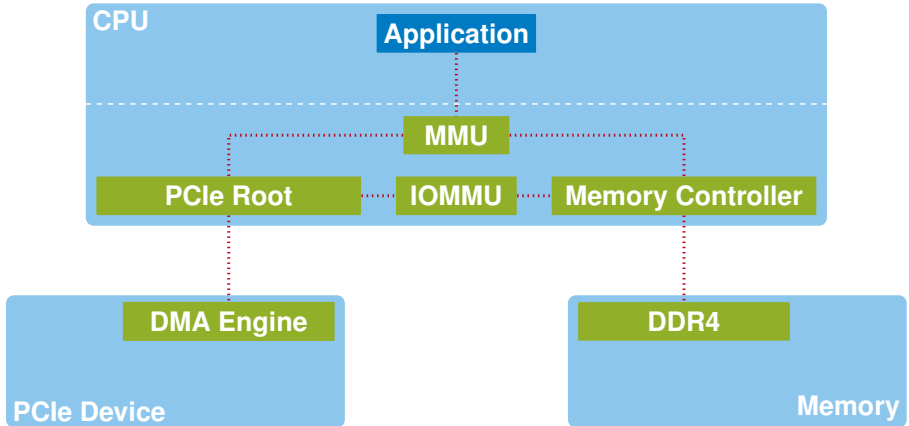 CPU
Application
MMU
PCIe Root
IOMMU
Memory Controller
DMA Engine
DDR4
PCIe Device
Memory